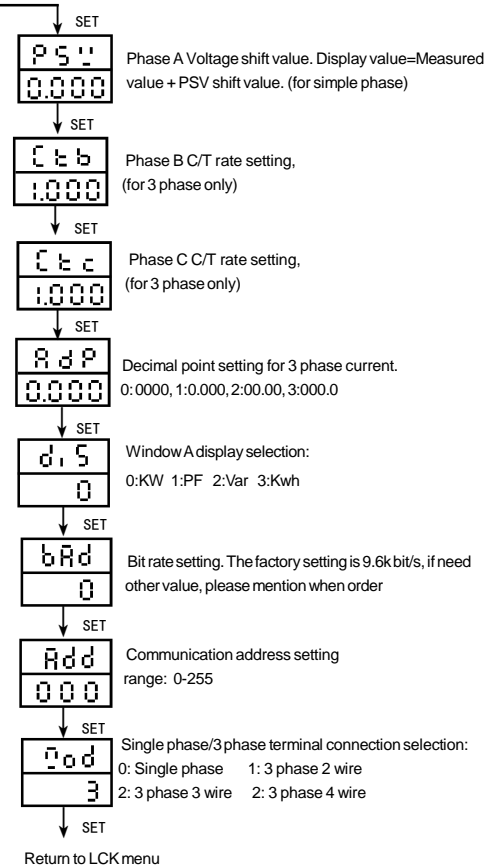 SET
PSV
0.000
Phase A Voltage shift value. Display value=Measured
value + PSV shift value. (for simple phase)
SET
Ctb
1.000
Phase B C/T rate setting,
(for 3 phase only)
SET
Ctc
1.000
Phase C C/T rate setting,
(for 3 phase only)
SET
AdP
0.000
Decimal point setting for 3 phase current.
0: 0000, 1:0.000, 2:00.00, 3:000.0
SET
diS
0
Window A display selection:
0:KW 1:PF 2:Var 3:Kwh
SET
bAd
0
Bit rate setting. The factory setting is 9.6k bit/s, if need
other value, please mention when order
SET
Add
000
Communication address setting
range: 0-255
SET
Mod
3
Single phase/3 phase terminal connection selection:
0: Single phase 1: 3 phase 2 wire
2: 3 phase 3 wire 2: 3 phase 4 wire
SET
Return to LCK menu